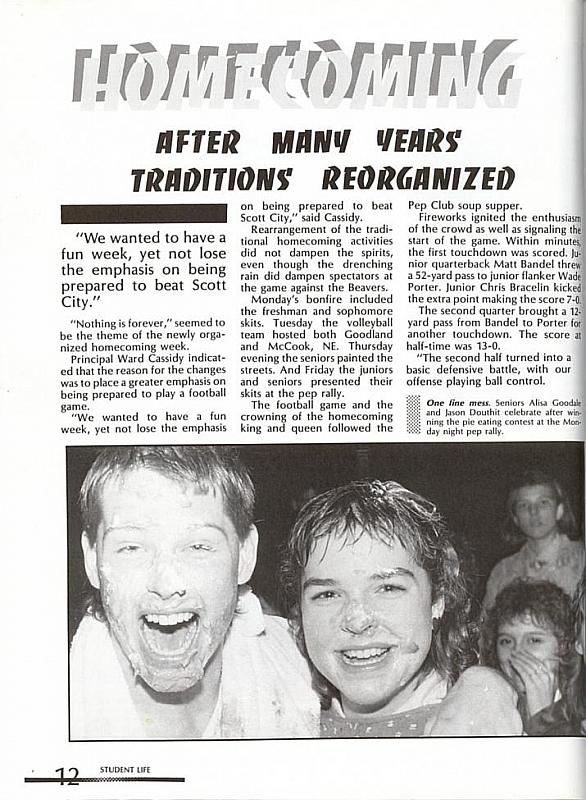 HOMECOMING
AFTER MANY YEARS
TRADITIONS REORGANIZED
"We wanted to have a
fun week, yet not lose
the emphasis on being
prepared to beat Scott
City."
"Nothing is forever," seemed to
be the theme of the newly orga-
nized homecoming week.
Principal Ward Cassidy indicat-
ed that the reason for the changes
was to place a greater emphasis on
being prepared to play a football
game.
"We wanted to have a fun
week, yet not lose the emphasis
on being prepared to beat
Scott City," said Cassidy.
Rearrangement of the tradi-
tional homecoming activities
did not dampen the spirits,
even though the drenching
rain did dampen spectators at
the game against the Beavers.
Monday's bonfire included
the freshman and sophomore
skits. Tuesday the volleyball
team hosted both Goodland
and McCook, NE. Thursday
evening the seniors painted the
streets. And Friday the juniors
and seniors presented their
skits at the pep rally.
The football game and the
crowning of the homecoming
king and queen followed the
Pep Club soup supper.
Fireworks ignited the enthusiasm
of the crowd as well as signaling the
start of the game. Within minutes,
the first touchdown was scored. Ju-
nior quarterback Matt Bandel threw
a 52-yard pass to junior flanker Wade
Porter. Junior Chris Bracelin kicked
the extra point making the score 7-0.
The second quarter brought a 12-
yard pass from Bandel to Porter for
another touchdown. The score at
half-time was 13-0.
"The second half turned into a
basic defensive battle, with our
offense playing ball control.
One fine mess. Seniors Alisa Goodale
and Jason Douthit celebrate after win-
ning the pie eating contest at the Mon-
day night pep rally.
12 STUDENT LIFE